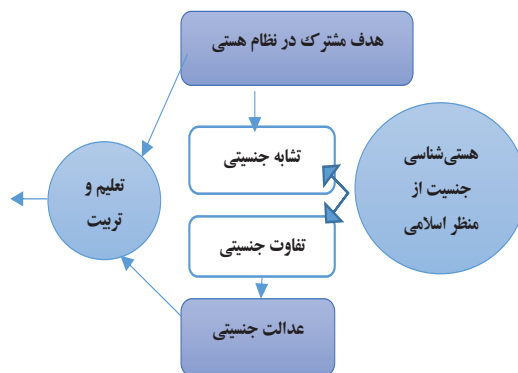 هدف مشترک در نظام هستی
هستی‌شناسی
جنسیت از
منظر اسلامی
تشابه جنسیتی
تفاوت جنسیتی
عدالت جنسیتی
تعلیم و
تربیت